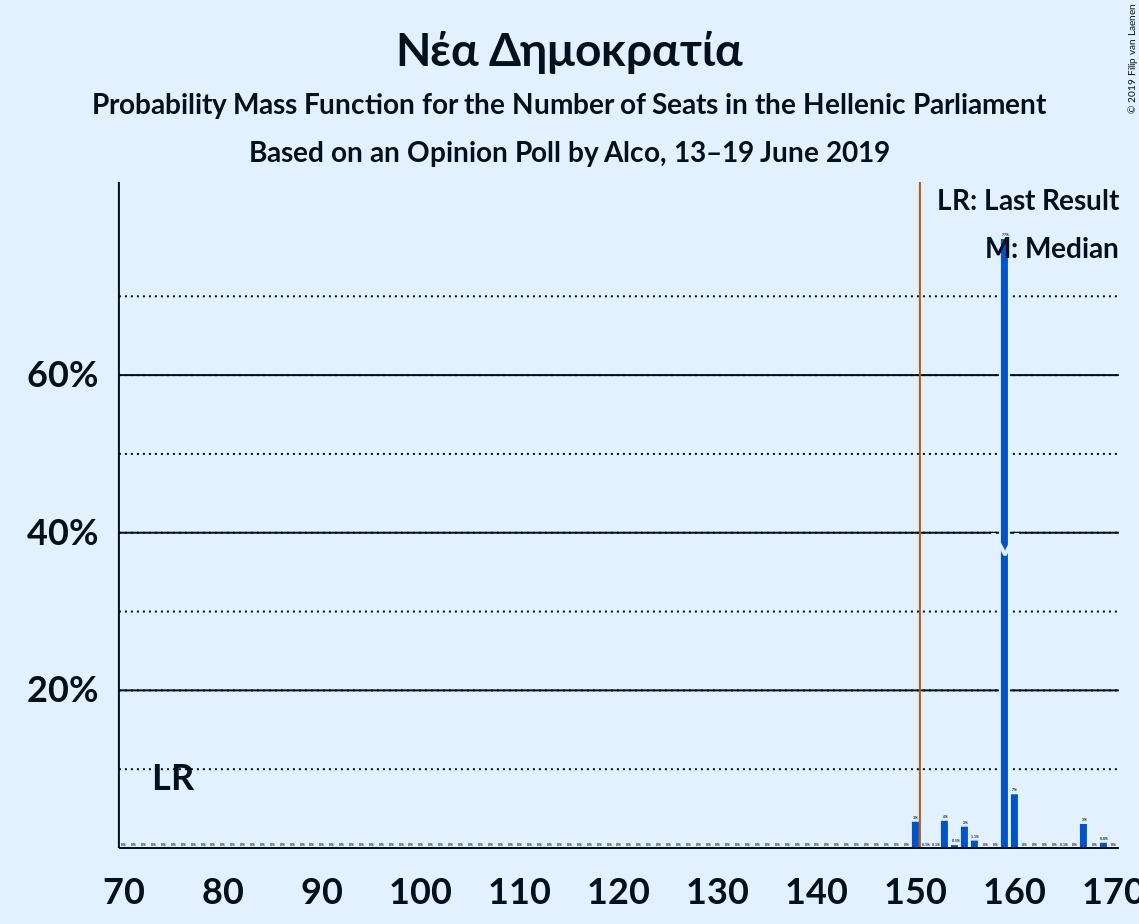 Νέα Δημοκρατία
Probability Mass Function for the Number of Seats in the Hellenic Parliament
Based on an Opinion Poll by Alco, 13–19 June 2019
© 2019 Filip van Laenen
LR: Last Result
M: Median
60%
40%
20%
LR
70 80 90 100 110 120 130 140 150 160 170